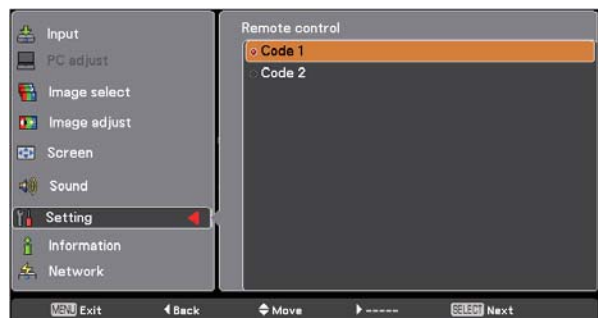 Input
PC adjust
Image select
Image adjust
Screen
Sound
Setting
Information
Network
Remote control
Code 1
Code 2
MENU Exit ◀ Back Move ▶ ----- SELECT Next